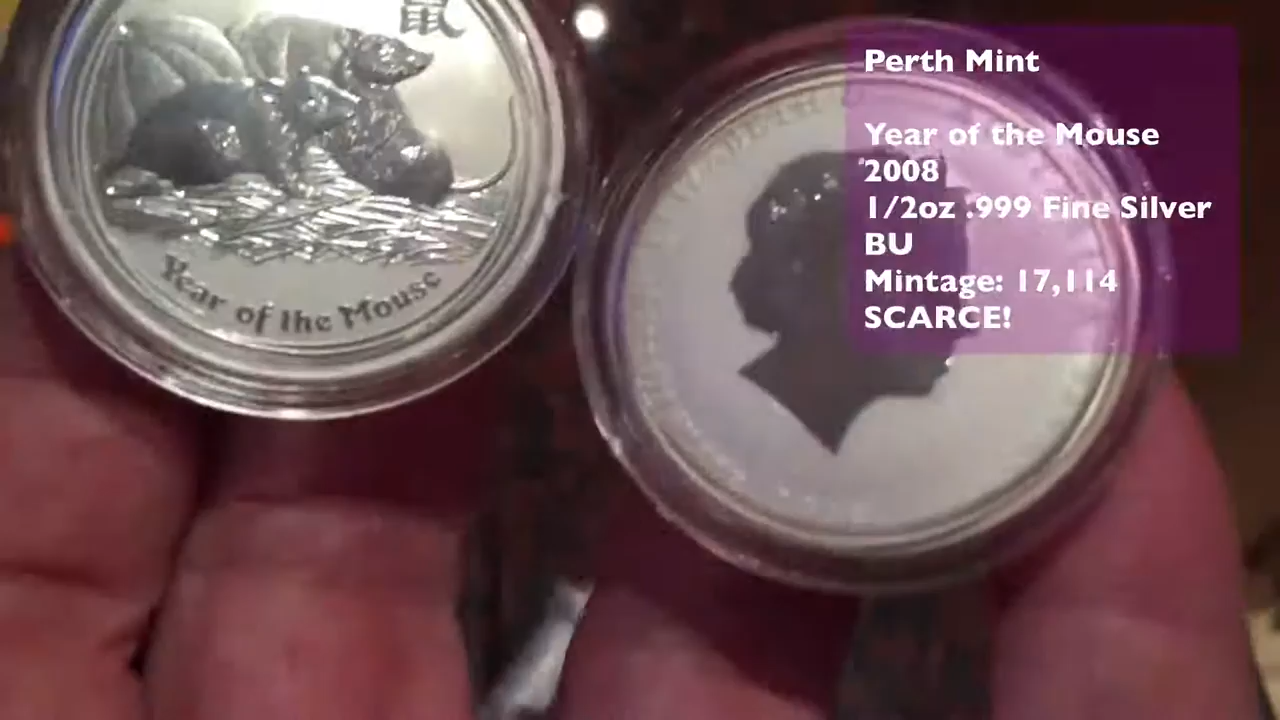 鼠
Year of the Mouse
ELIZABETH
Perth Mint
Year of the Mouse
2008
1/2oz .999 Fine Silver
BU
Mintage: 17,114
SCARCE!